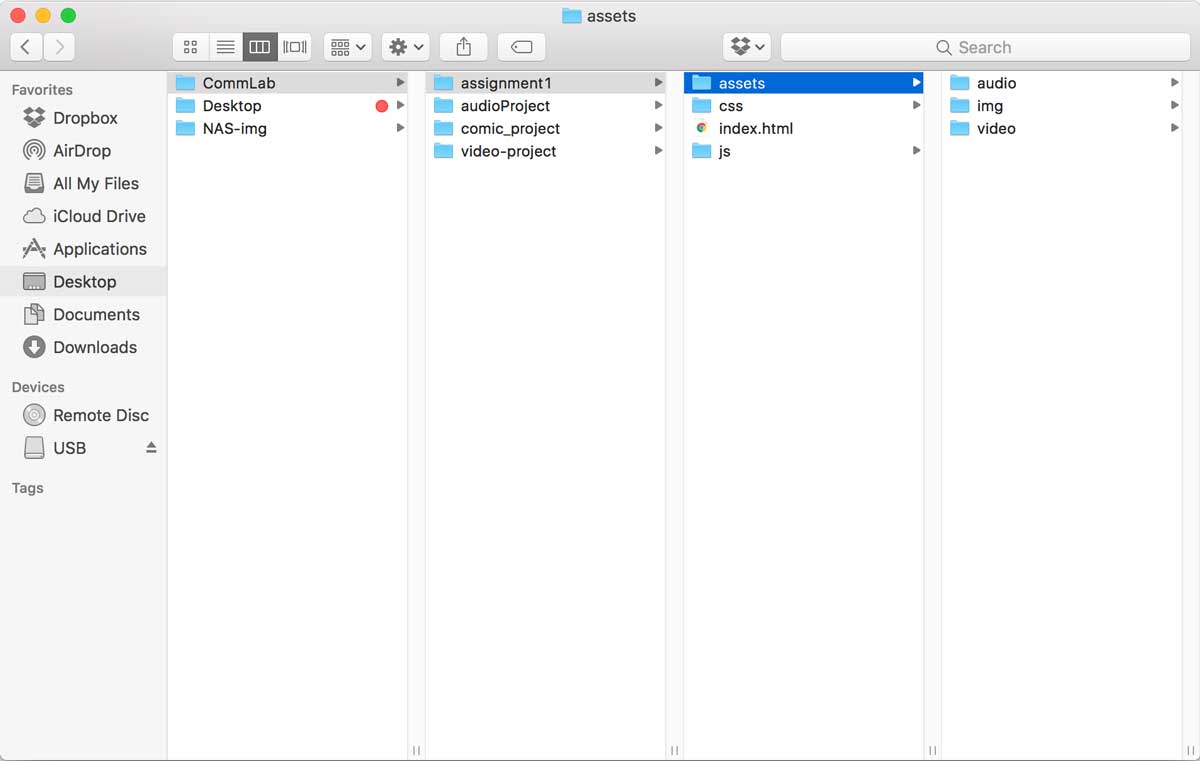 assets
Search
Favorites
Dropbox
AirDrop
All My Files
iCloud Drive
Applications
Desktop
Documents
Downloads
Devices
Remote Disc
USB
Tags
CommLab
Desktop
NAS-img
assignment1
audioProject
comic_project
video-project
assets
css
index.html
js
audio
img
video